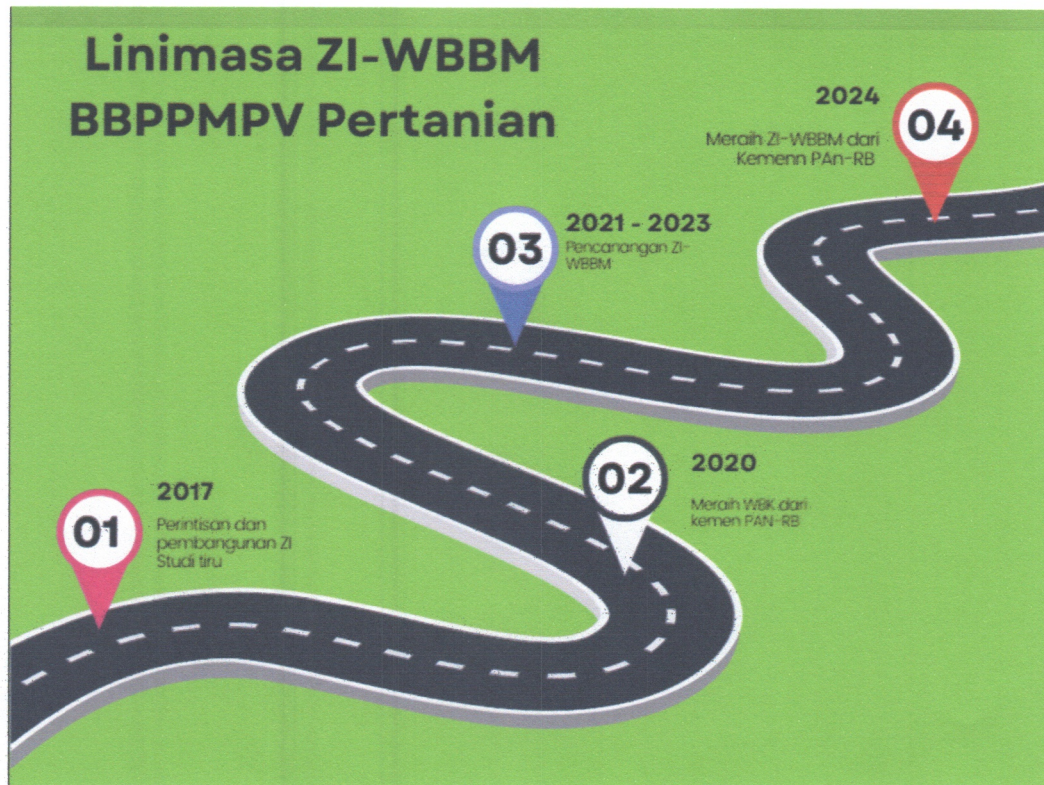 Linimasa ZI-WBBM
BBPPMPV Pertanian
01
2017
Perintisan dan
pembangunan ZI
Studi tiru
02
2020
Meraih WBK dari
kemen PAN-RB
03
2021 - 2023
Pencanangan ZI-
WBBM
04
2024
Meraih ZI-WBBM dari
Kemenn PAn-RB